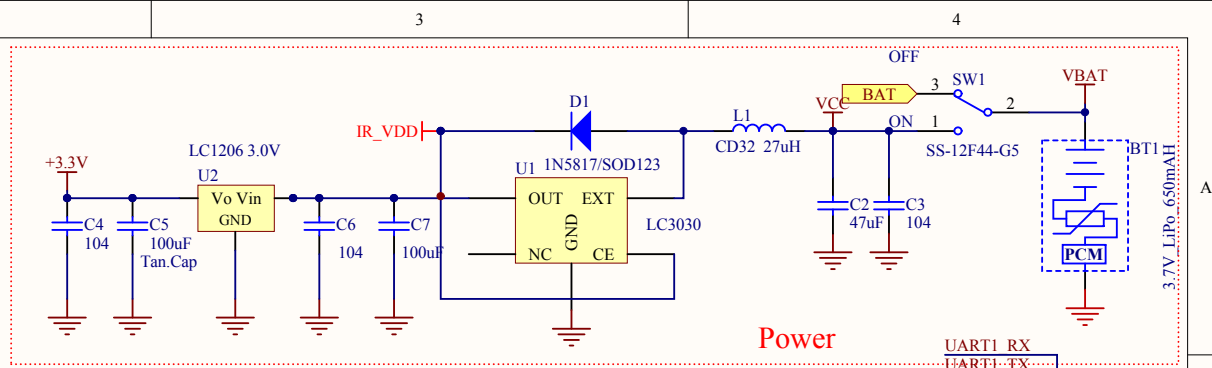 3
4
OFF
SW1
VBAT
BAT
3
2
D1
L1
VCC
IR_VDD
ON
1
CD32 27uH
SS-12F44-G5
BT1
LC1206 3.0V
+3.3V
U1
1N5817/SOD123
U2
Vo Vin
GND
OUT
EXT
GND
NC
CE
LC3030
C4
104
C5
100uF
Tan.Cap
C6
104
C7
100uF
C2
47uF
C3
104
PCM
3.7V_LiPo_650mAH
A
Power
UART1_RX
UART1_TX